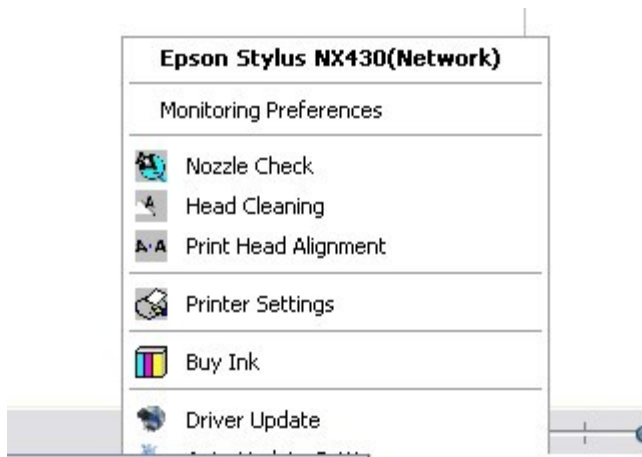 Epson Stylus NX430(Network)
Monitoring Preferences
Nozzle Check
Head Cleaning
Print Head Alignment
Printer Settings
Buy Ink
Driver Update